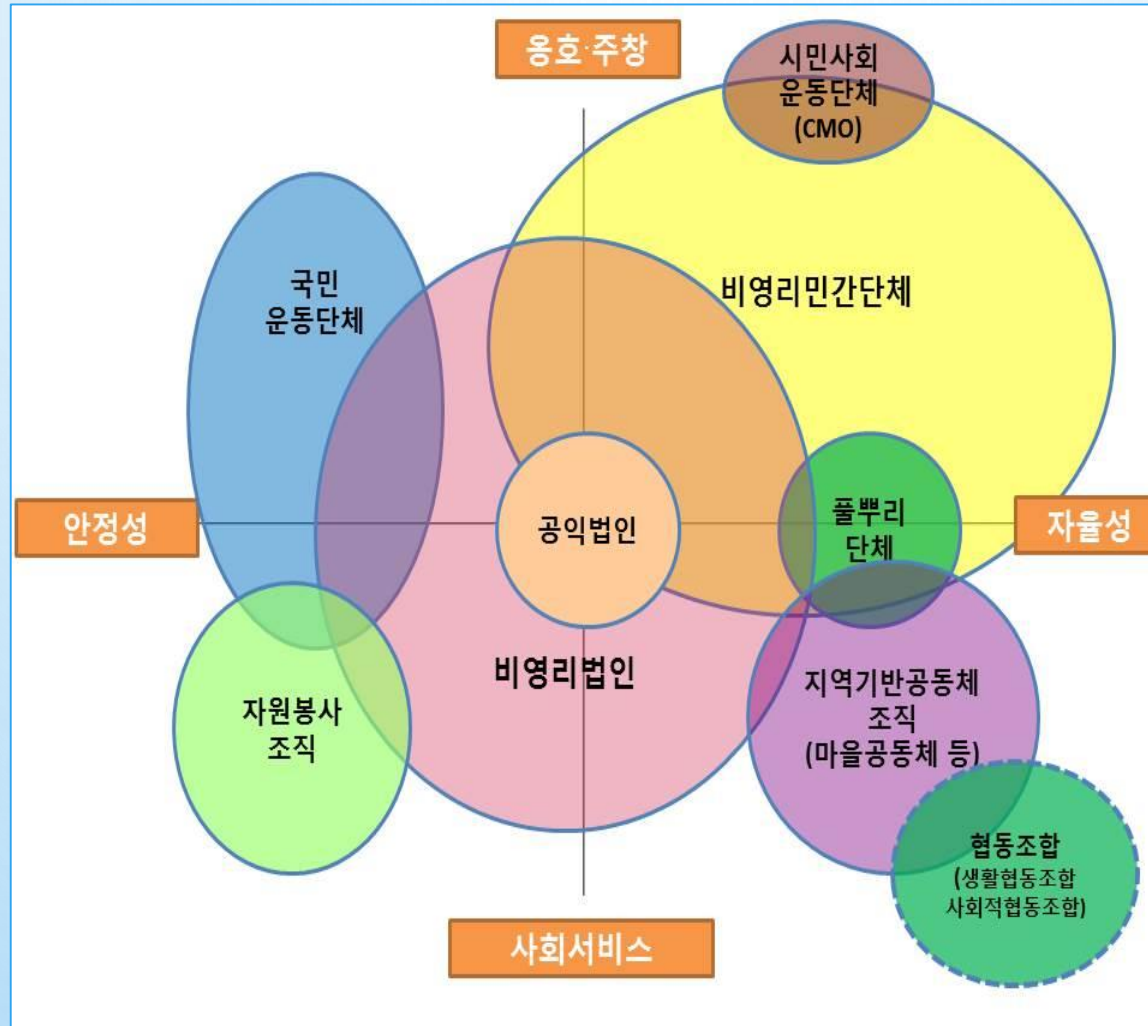 옹호·주창
시민사회
운동단체
(CMO)
국민
운동단체
비영리민간단체
안정성
공익법인
풀뿌리
단체
자율성
비영리법인
자원봉사
조직
지역기반공동체
조직
(마을공동체 등)
협동조합
(생활협동조합
사회적협동조합)
사회서비스